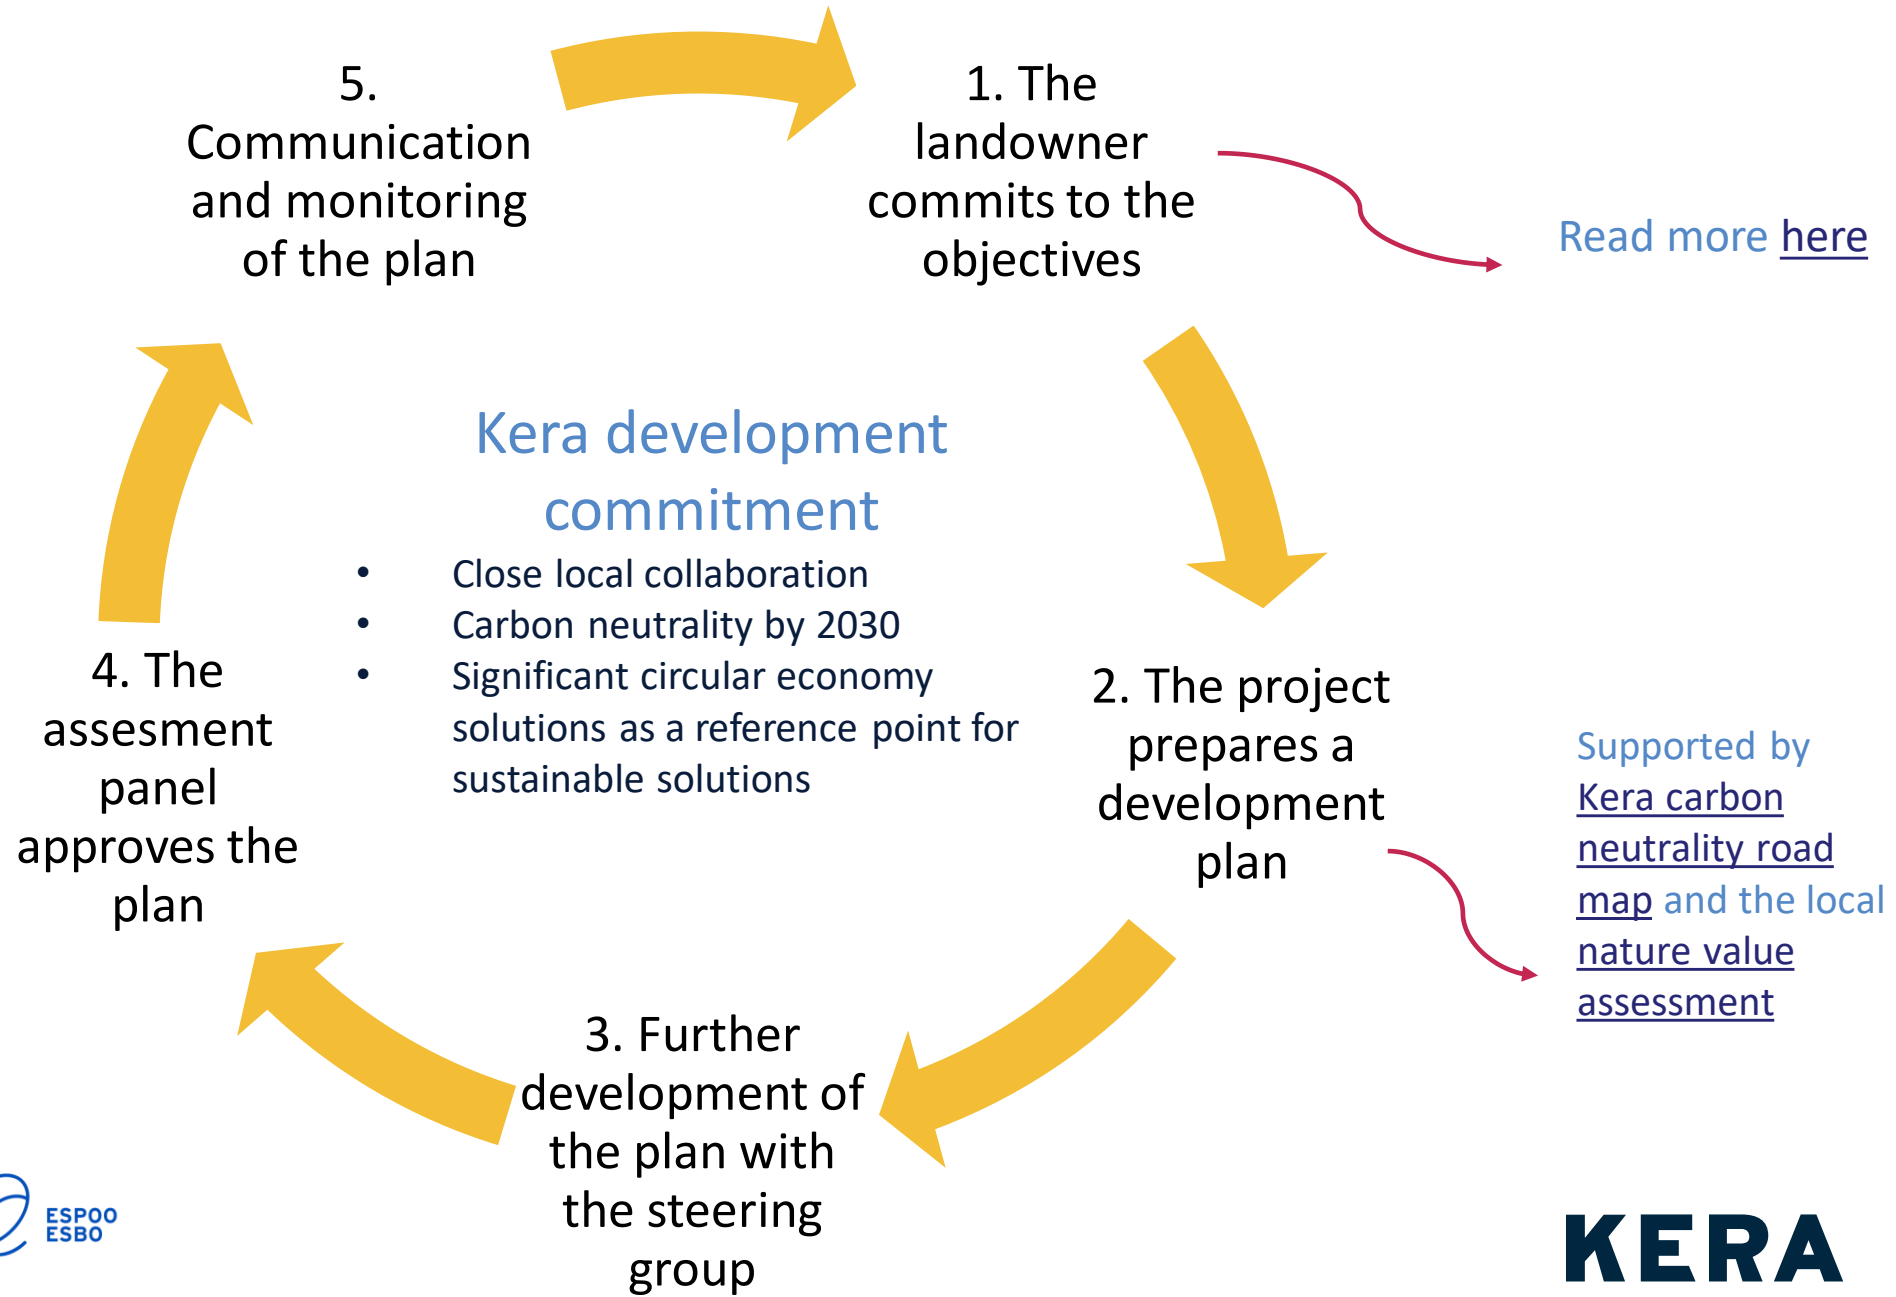 5.
Communication
and monitoring
of the plan
1. The
landowner
commits to the
objectives
Read more here
Kera development
commitment
• Close local collaboration
• Carbon neutrality by 2030
• Significant circular economy
solutions as a reference point for
sustainable solutions
2. The project
prepares a
development
plan
Supported by
Kera carbon
neutrality road
map and the local
nature value
assessment
3. Further
development of
the plan with
the steering
group
4. The
assesment
panel
approves the
plan
ESPOO
ESBO
KERA